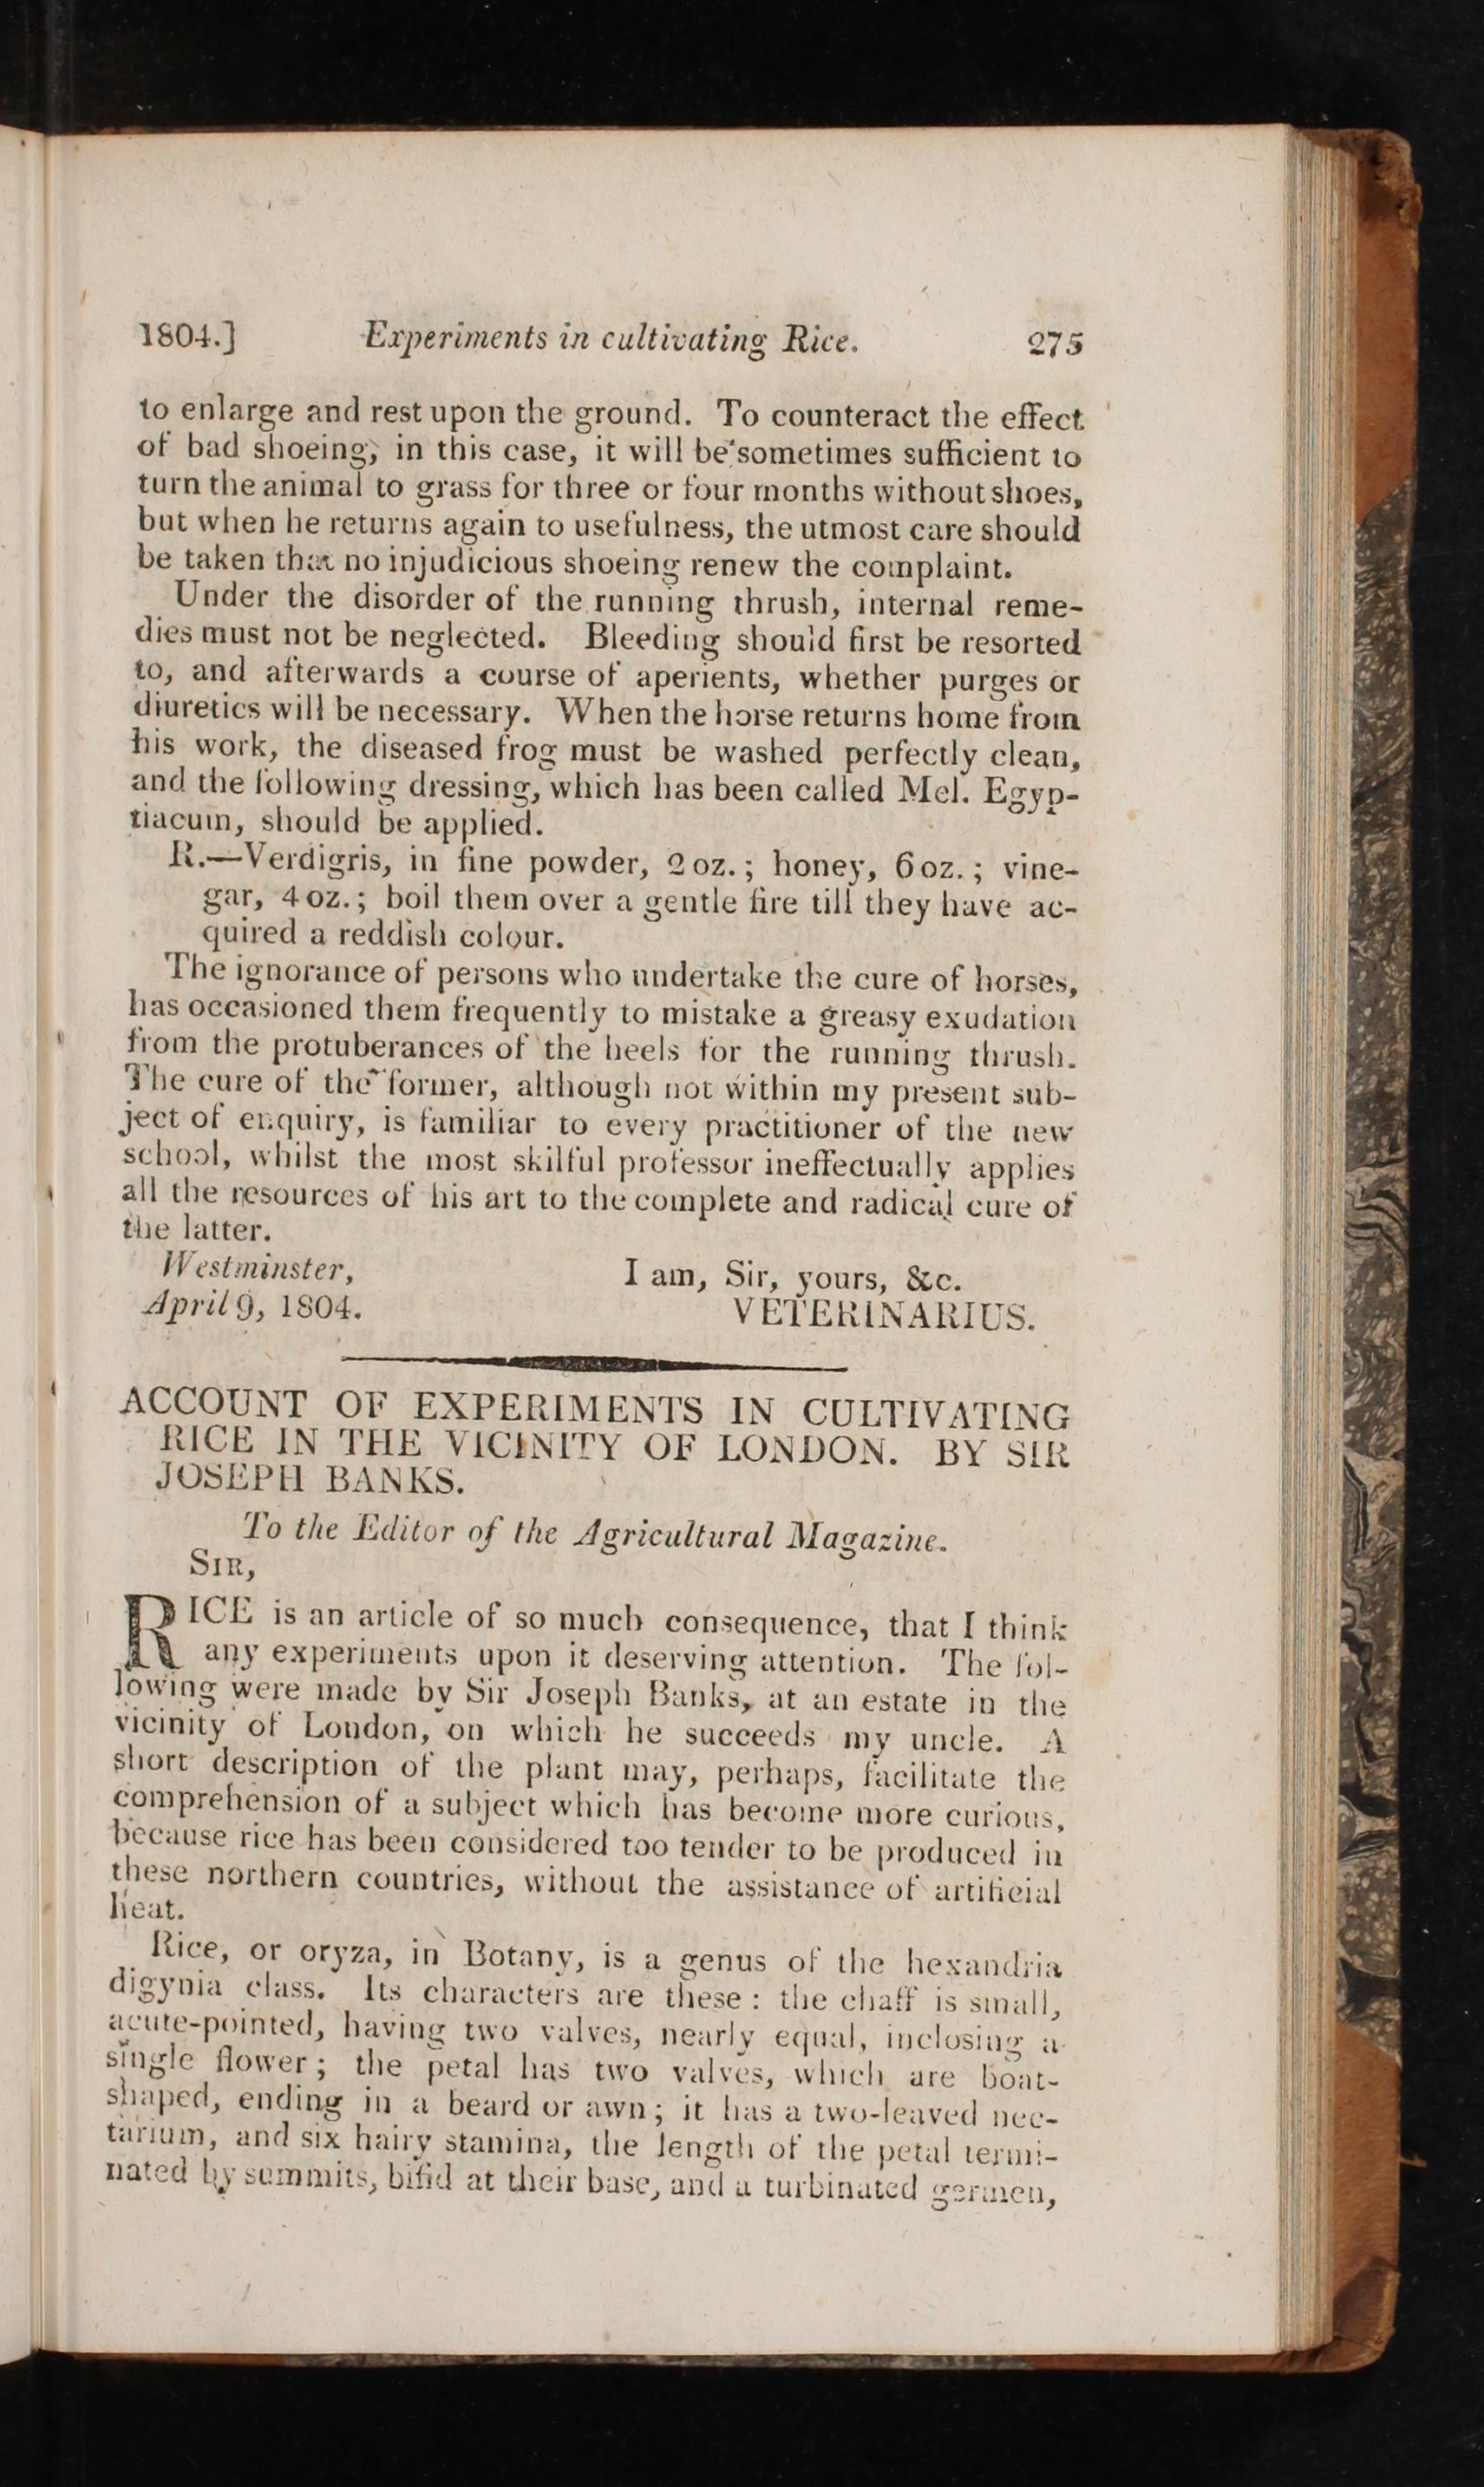 1804.] Experiments in cultivating Rice. 275
to enlarge and rest upon the ground. To counteract the effect
of bad shoeing, in this case, it will be sometimes sufficient to
turn the animal to grass for three or four months without shoes,
but when he returns again to usefulness, the utmost care should
be taken that no injudicious shoeing renew the complaint.
Under the disorder of the running thrush, internal reme-
dies must not be neglected. Bleeding should first be resorted
to, and afterwards a course of aperients, whether purges or
diuretics will be necessary. When the horse returns home from
his work, the diseased frog must be washed perfectly clean,
and the following dressing, which has been called Mel. Egyp-
tiacum, should be applied.
R.—Verdigris, in fine powder, 2 oz.; honey, 6 oz.; vine-
gar, 4 oz.; boil them over a gentle fire till they have ac-
quired a reddish colour.
The ignorance of persons who undertake the cure of horses,
has occasioned them frequently to mistake a greasy exudation
from the protuberances of the heels for the running thrush.
The cure of the former, although not within my present sub-
ject of enquiry, is familiar to every practitioner of the new
school, whilst the most skilful professor ineffectually applies
all the resources of his art to the complete and radical cure of
the latter.
Westminster, I am, Sir, yours, &c.
April 9, 1804. VETERINARIUS.
ACCOUNT OF EXPERIMENTS IN CULTIVATING
RICE IN THE VICINITY OF LONDON. BY SIR
JOSEPH BANKS.
To the Editor of the Agricultural Magazine.
SIR,
RICE is an article of so much consequence, that I think
any experiments upon it deserving attention. The fol-
lowing were made by Sir Joseph Banks, at an estate in the
vicinity of London, on which he succeeds my uncle. A
short description of the plant may, perhaps, facilitate the
comprehension of a subject which has become more curious,
because rice has been considered too tender to be produced in
these northern countries, without the assistance of artificial
heat.
Rice, or oryza, in Botany, is a genus of the hexandria
digynia class. Its characters are these: the chaff is small,
acute-pointed, having two valves, nearly equal, inclosing a
single flower; the petal has two valves, which are boat-
shaped, ending in a beard or awn; it has a two-leaved nec-
tarium, and six hairy stamina, the length of the petal termi-
nated by summits, bifid at their base, and a turbinated germen,